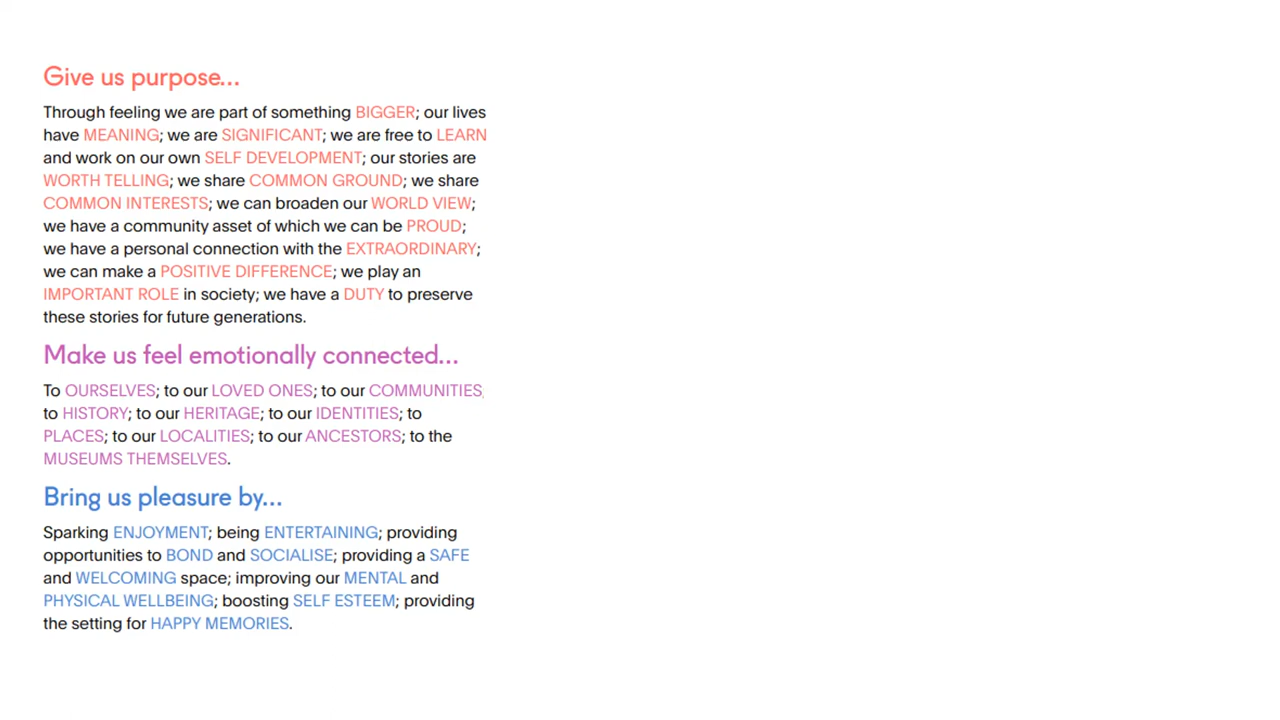 Give us purpose...
Through feeling we are part of something BIGGER; our lives
have MEANING; we are SIGNIFICANT; we are free to LEARN
and work on our own SELF DEVELOPMENT; our stories are
WORTH TELLING; we share COMMON GROUND; we share
COMMON INTERESTS; we can broaden our WORLD VIEW;
we have a community asset of which we can be PROUD;
we have a personal connection with the EXTRAORDINARY;
we can make a POSITIVE DIFFERENCE; we play an
IMPORTANT ROLE in society; we have a DUTY to preserve
these stories for future generations.
Make us feel emotionally connected...
To OURSELVES; to our LOVED ONES; to our COMMUNITIES;
to HISTORY; to our HERITAGE; to our IDENTITIES; to
PLACES; to our LOCALITIES; to our ANCESTORS; to the
MUSEUMS THEMSELVES.
Bring us pleasure by...
Sparking ENJOYMENT; being ENTERTAINING; providing
opportunities to BOND and SOCIALISE; providing a SAFE
and WELCOMING space; improving our MENTAL and
PHYSICAL WELLBEING; boosting SELF ESTEEM; providing
the setting for HAPPY MEMORIES.